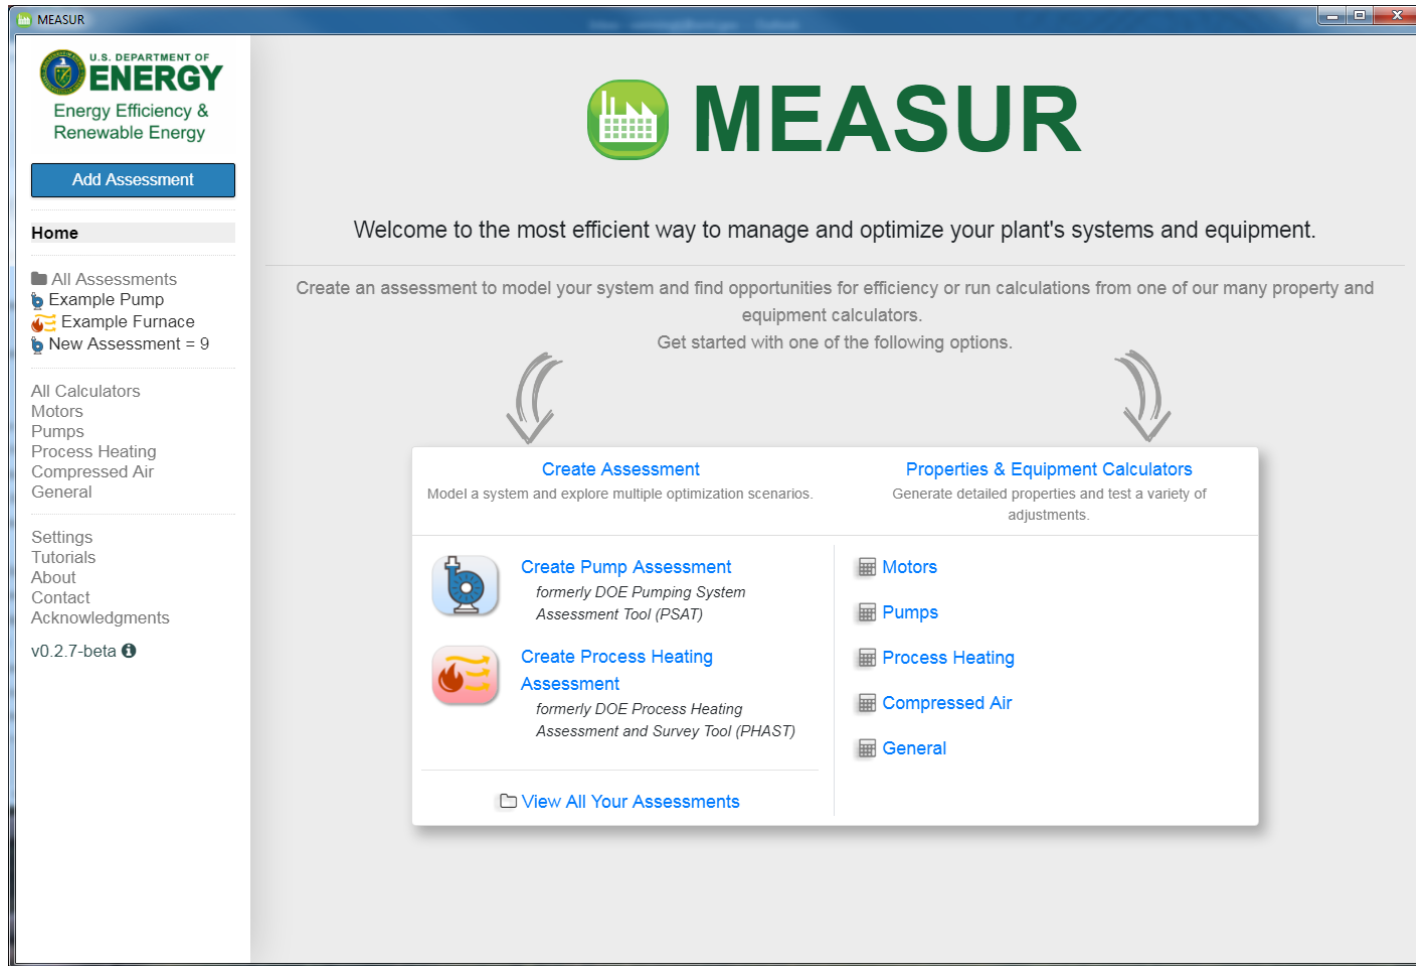 MEASUR
U.S. DEPARTMENT OF
ENERGY
Energy Efficiency &
Renewable Energy
Add Assessment
Home
All Assessments
Example Pump
Example Furnace
New Assessment = 9
All Calculators
Motors
Pumps
Process Heating
Compressed Air
General
Settings
Tutorials
About
Contact
Acknowledgments
v0.2.7-beta
MEASUR
Welcome to the most efficient way to manage and optimize your plant's systems and equipment.
Create an assessment to model your system and find opportunities for efficiency or run calculations from one of our many property and
equipment calculators.
Get started with one of the following options.
Create Assessment
Model a system and explore multiple optimization scenarios.
Create Pump Assessment
formerly DOE Pumping System
Assessment Tool (PSAT)
Create Process Heating
Assessment
formerly DOE Process Heating
Assessment and Survey Tool (PHAST)
View All Your Assessments
Properties & Equipment Calculators
Generate detailed properties and test a variety of
adjustments.
Motors
Pumps
Process Heating
Compressed Air
General